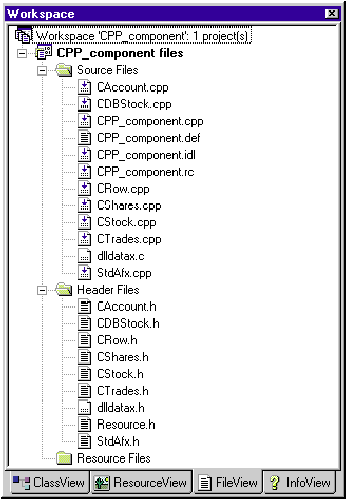 Workspace
Workspace 'CPP_component': 1 project(s)
CPP_component files
Source Files
CAccount.cpp
CDBStock.cpp
CPP_component.cpp
CPP_component.def
CPP_component.idl
CPP_component.rc
CRow.cpp
CShares.cpp
CStock.cpp
CTrades.cpp
dlldatax.c
StdAfx.cpp
Header Files
CAccount.h
CDBStock.h
CRow.h
CShares.h
CStock.h
CTrades.h
dlldatax.h
Resource.h
StdAfx.h
Resource Files
ClassView ResourceView FileView InfoView